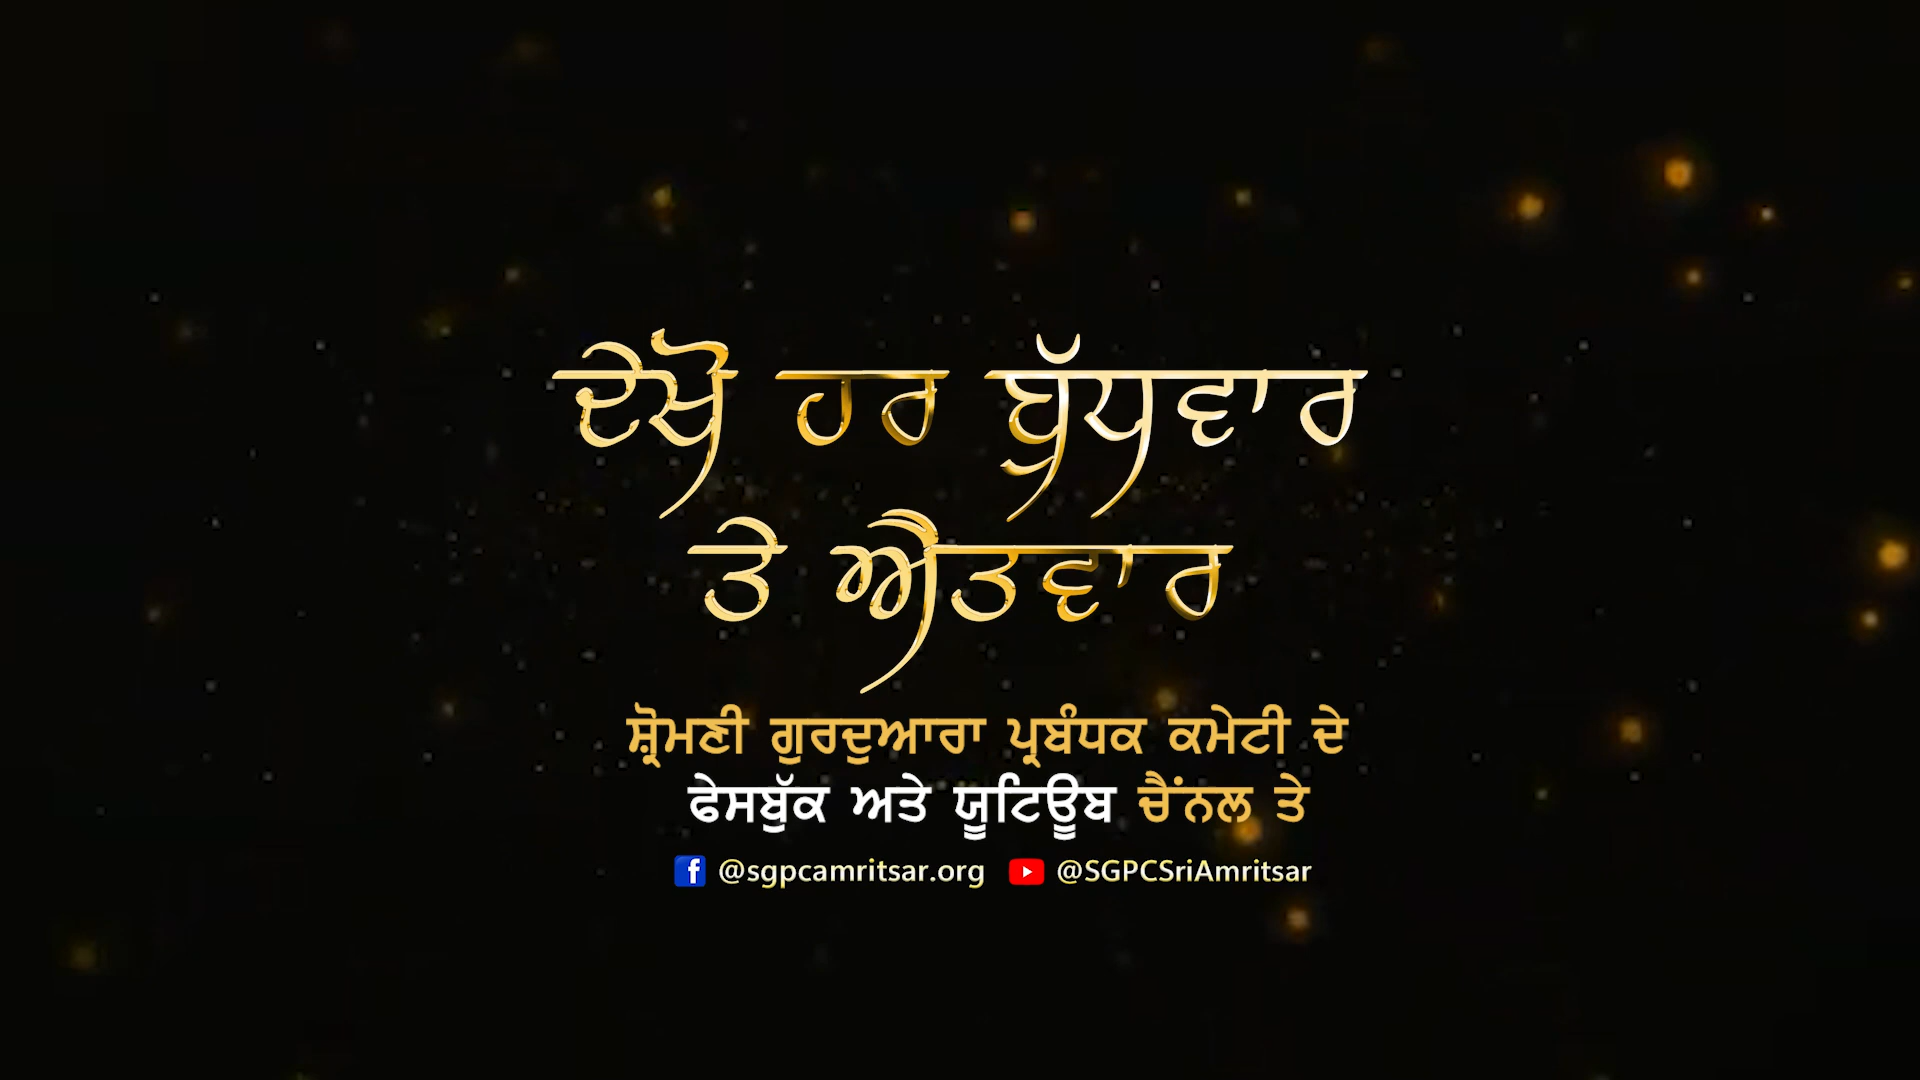 ਦੇਖੋ ਹਰ ਬੁੱਧਵਾਰ
ਤੇ ਐਤਵਾਰ
ਸ਼੍ਰੋਮਣੀ ਗੁਰਦੁਆਰਾ ਪ੍ਰਬੰਧਕ ਕਮੇਟੀ ਦੇ
ਫੇਸਬੁੱਕ ਅਤੇ ਯੂਟਿਊਬ ਚੈਂਨਲ ਤੇ
@sgpcamritsar.org @SGPCSriAmritsar